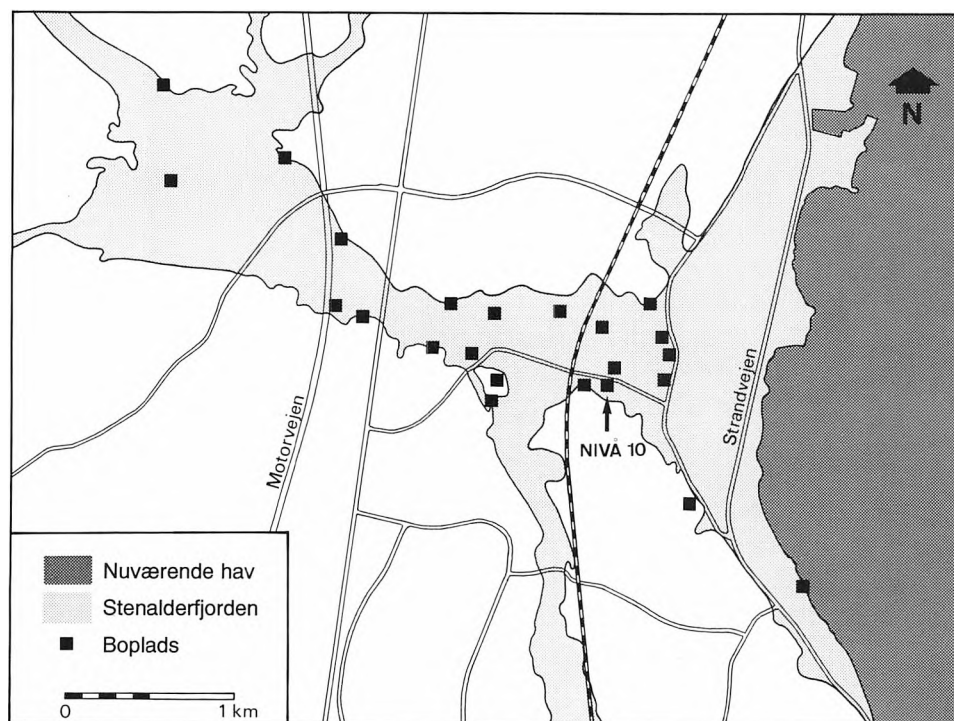 N
Motorvejen
Strandvejen
NIVÅ 10
Nuværende hav
Stenalderfjorden
Boplads
0 1 km